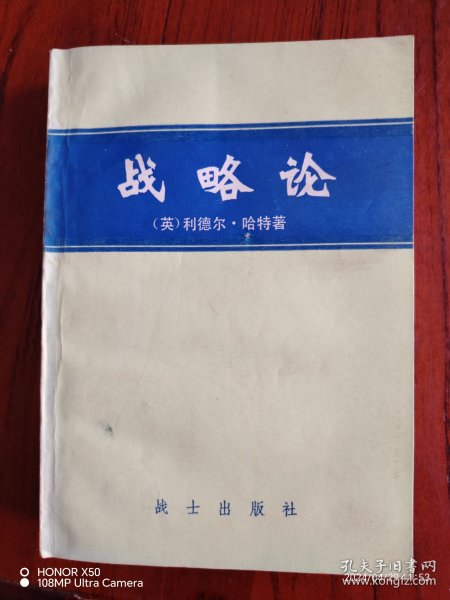 战略论
（英）利德尔·哈特著
战士出版社
HONOR X50
108MP Ultra Camera
孔夫子旧书网
www.kongfz.com